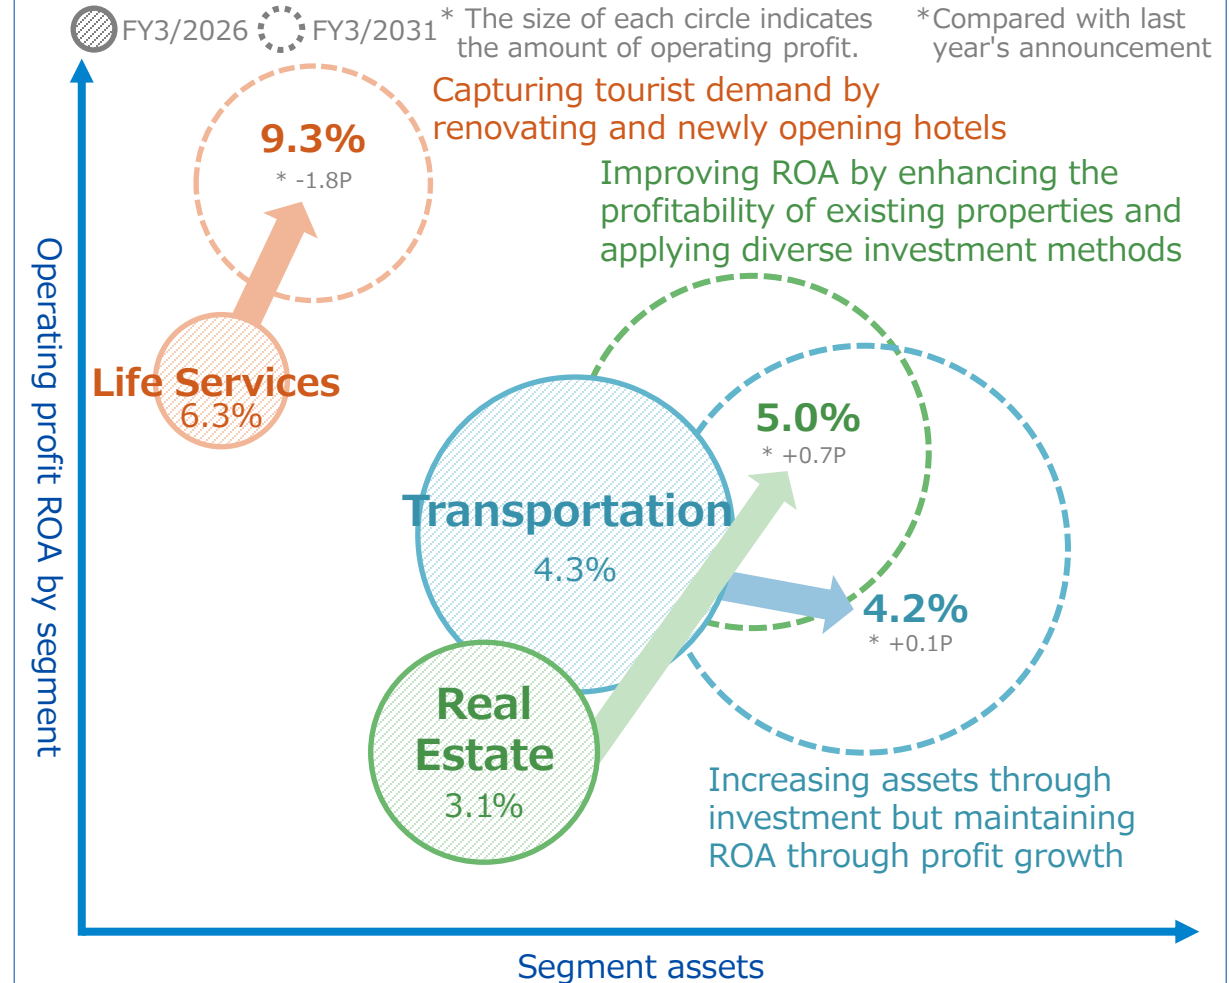 FY3/2026 FY3/2031
* The size of each circle indicates
the amount of operating profit.
*Compared with last
year's announcement
Capturing tourist demand by
renovating and newly opening hotels
9.3%
* -1.8P
Improving ROA by enhancing the
profitability of existing properties and
applying diverse investment methods
Operating profit ROA by segment
Life Services
6.3%
5.0%
* +0.7P
Transportation
4.3%
4.2%
* +0.1P
Real
Estate
3.1%
Increasing assets through
investment but maintaining
ROA through profit growth
Segment assets